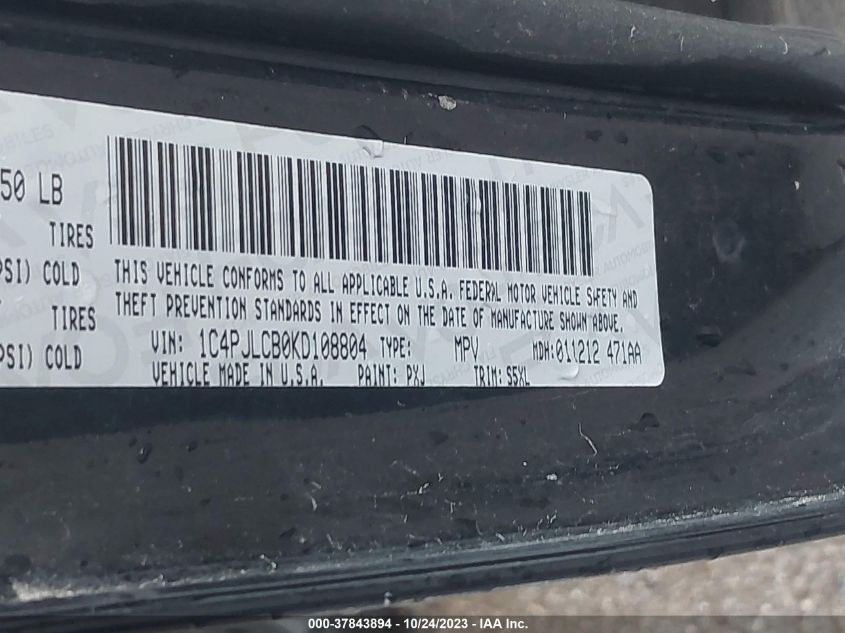 50 LB
TIRES
PSI) COLD
TIRES
PSI) COLD
THIS VEHICLE CONFORMS TO ALL APPLICABLE U.S.A. FEDERAL MOTOR VEHICLE SAFETY AND
THEFT PREVENTION STANDARDS IN EFFECT ON THE DATE OF MANUFACTURE SHOWN ABOVE.
VIN: 1C4PJLCB0KD108804 TYPE: MPV MDH: 011212 471AA
VEHICLE MADE IN U.S.A. PAINT: PXJ TRIM: S5XL
000-37843894 - 10/24/2023 - IAA Inc.